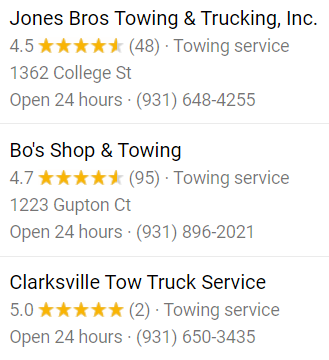 Jones Bros Towing & Trucking, Inc.
4.5 (48) · Towing service
1362 College St
Open 24 hours · (931) 648-4255
Bo's Shop & Towing
4.7 (95) · Towing service
1223 Gupton Ct
Open 24 hours · (931) 896-2021
Clarksville Tow Truck Service
5.0 (2) · Towing service
Open 24 hours · (931) 650-3435